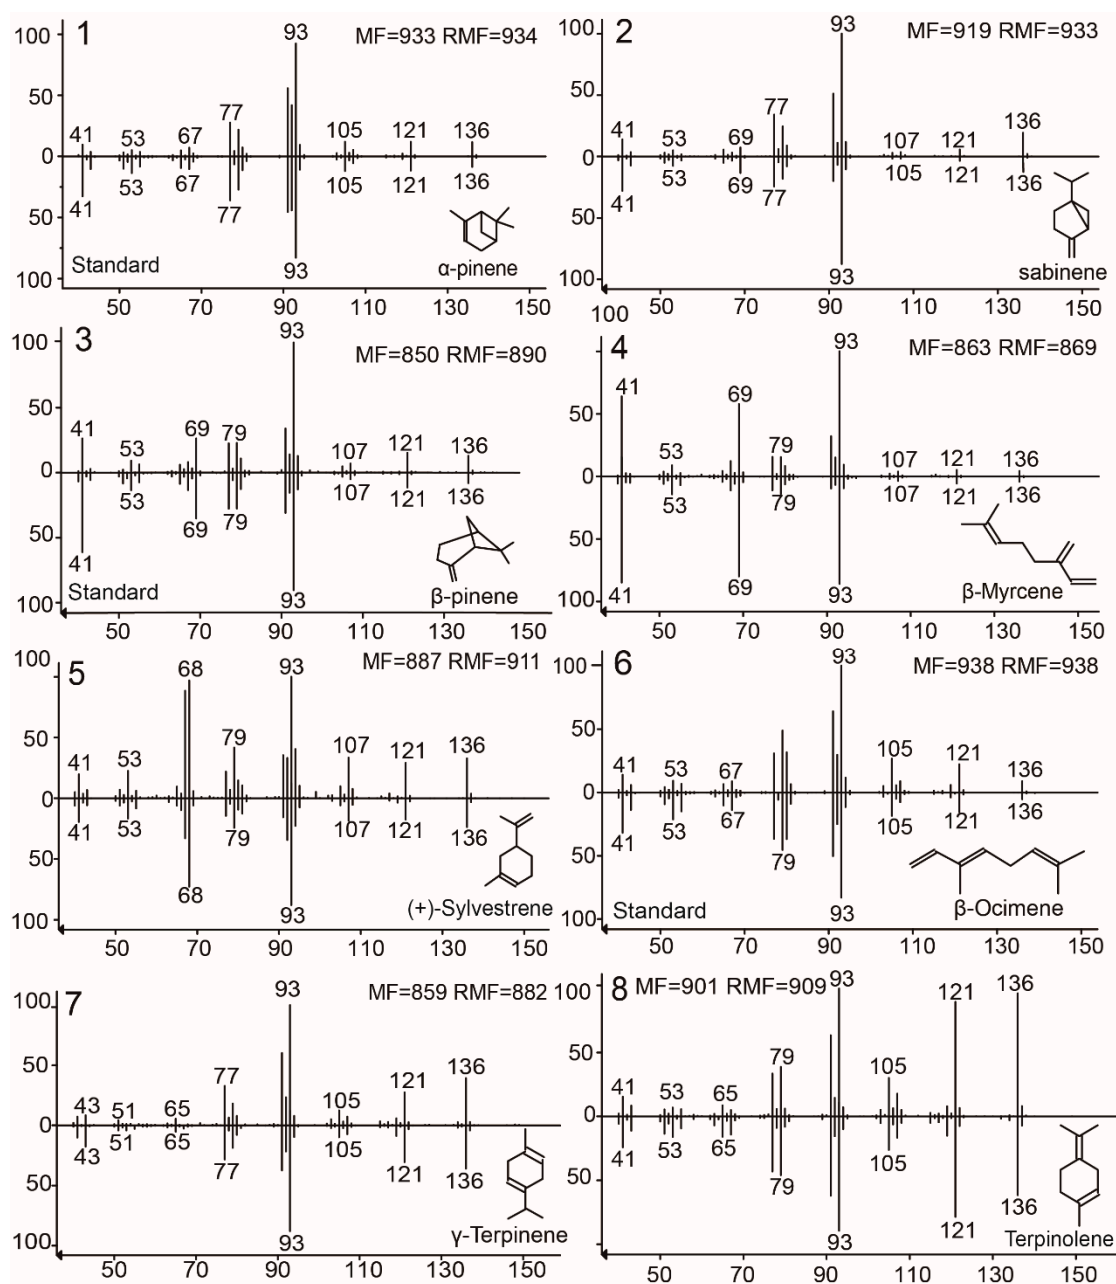 1
MF=933 RMF=934
100
50
0
50
100
93
41 53 67 77 105 121 136
41 53 67 77 105 121 136
93
Standard
α-pinene
50 70 90 110 130 150
2
MF=919 RMF=933
100
50
0
50
100
93
41 53 69 77 107 121 136
41 53 69 77 105 121 136
93
sabinene
50 70 90 110 130 150
3
MF=850 RMF=890
100
50
0
50
100
93
41 53 69 79 107 121 136
41 53 69 79 107 121 136
93
Standard
β-pinene
50 70 90 110 130 150
4
MF=863 RMF=869
100
50
0
50
100
93
41 53 69 79 107 121 136
41 53 69 79 107 121 136
93
β-Myrcene
50 70 90 110 130 150
5
MF=887 RMF=911
100
50
0
50
100
68 93
41 53 79 107 121 136
41 53 79 107 121 136
68 93
(+)-Sylvestrene
50 70 90 110 130 150
6
MF=938 RMF=938
100
50
0
50
100
93
41 53 67 105 121 136
41 53 67 79 105 121 136
93
Standard
β-Ocimene
50 70 90 110 130 150
7
MF=859 RMF=882
100
50
0
50
100
93
43 51 65 77 105 121 136
43 51 65 77 105 121 136
93
γ-Terpinene
50 70 90 110 130 150
8
MF=901 RMF=909
100
50
0
50
93 121 136
41 53 65 79 105
41 53 65 79 105
93 121 136
Terpinolene
50 70 90 110 130 150